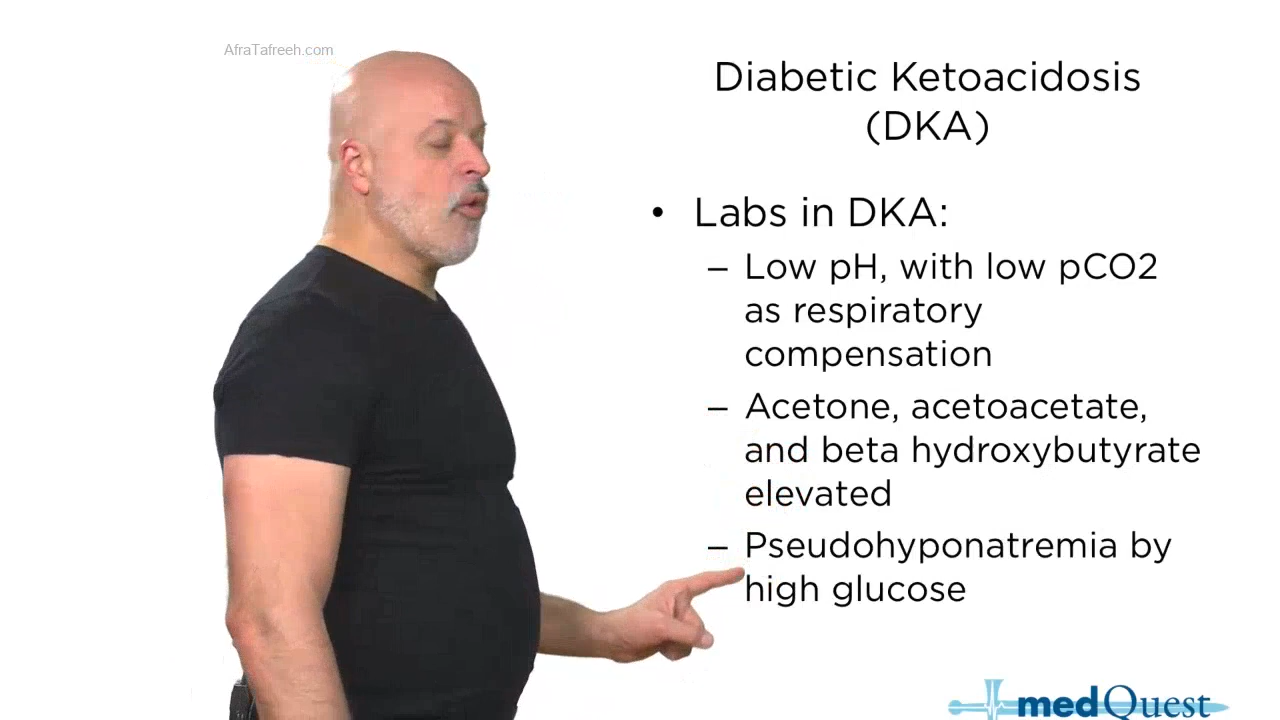 AfraTafreeh.com
Diabetic Ketoacidosis
(DKA)
• Labs in DKA:
– Low pH, with low pCO2
as respiratory
compensation
– Acetone, acetoacetate,
and beta hydroxybutyrate
elevated
– Pseudohyponatremia by
high glucose
medQuest